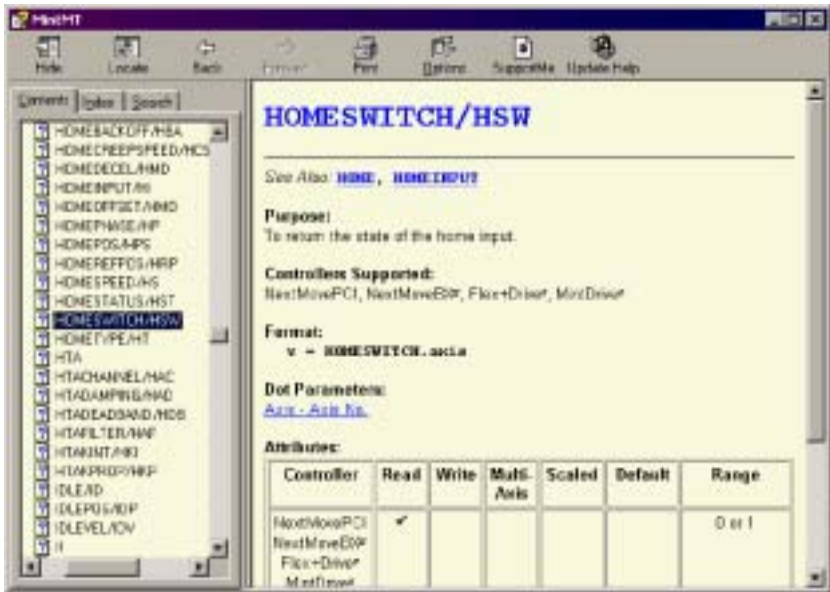 MintMT
Hide Locate Back Forward Print Options SupportMe Update Help
Contents Index Search
HOMEBACKOFF/HBA
HOMECREEPSPEED/HCS
HOMEDECEL/HMD
HOMEINPUT/HI
HOMEOFFSET/HMO
HOMEPHASE/HP
HOMEPOS/HPS
HOMEREFPOS/HRP
HOMESPEED/HS
HOMESTATUS/HST
HOMESWITCH/HSW
HOMETYPE/HT
HTA
HTACHANNEL/HAC
HTADAMPING/HAD
HTADEADBAND/HDB
HTAFILTER/HAF
HTAKINT/HKI
HTAKPROP/HKP
IDLE/ID
IDLEPOS/IDP
IDLEVEL/IDV
HOMESWITCH/HSW
See Also: HOME, HOMEINPUT
Purpose:
To return the state of the home input.
Controllers Supported:
NextMovePCI, NextMoveBX, Flex+Drive, MintDrive
Format:
v = HOMESWITCH.axis
Dot Parameters:
Axis - Axis No.
Attributes:
Controller Read Write Multi-Axis Scaled Default Range
NextMovePCI ✔ 0 or 1
NextMoveBX
Flex+Drive
MintDrive